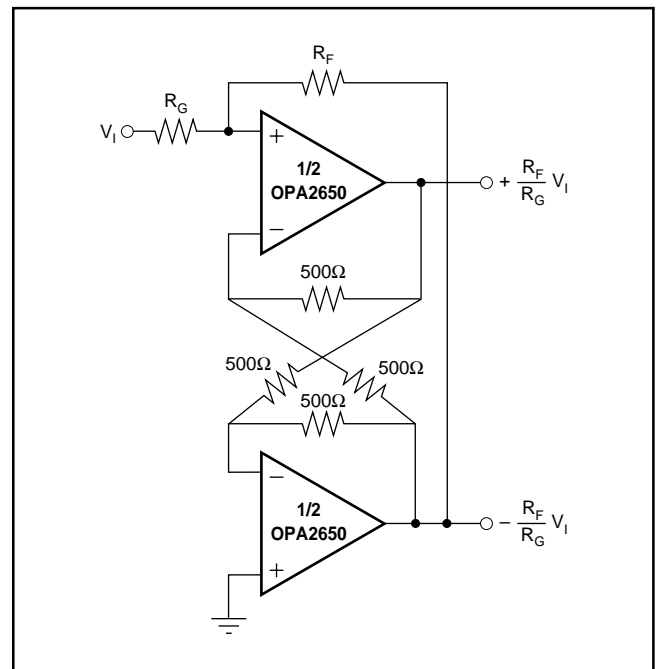 R_F
R_G
V_I
+
1/2
OPA2650
−
+ R_F/R_G V_I
500Ω
500Ω
500Ω
500Ω
−
1/2
OPA2650
+
− R_F/R_G V_I